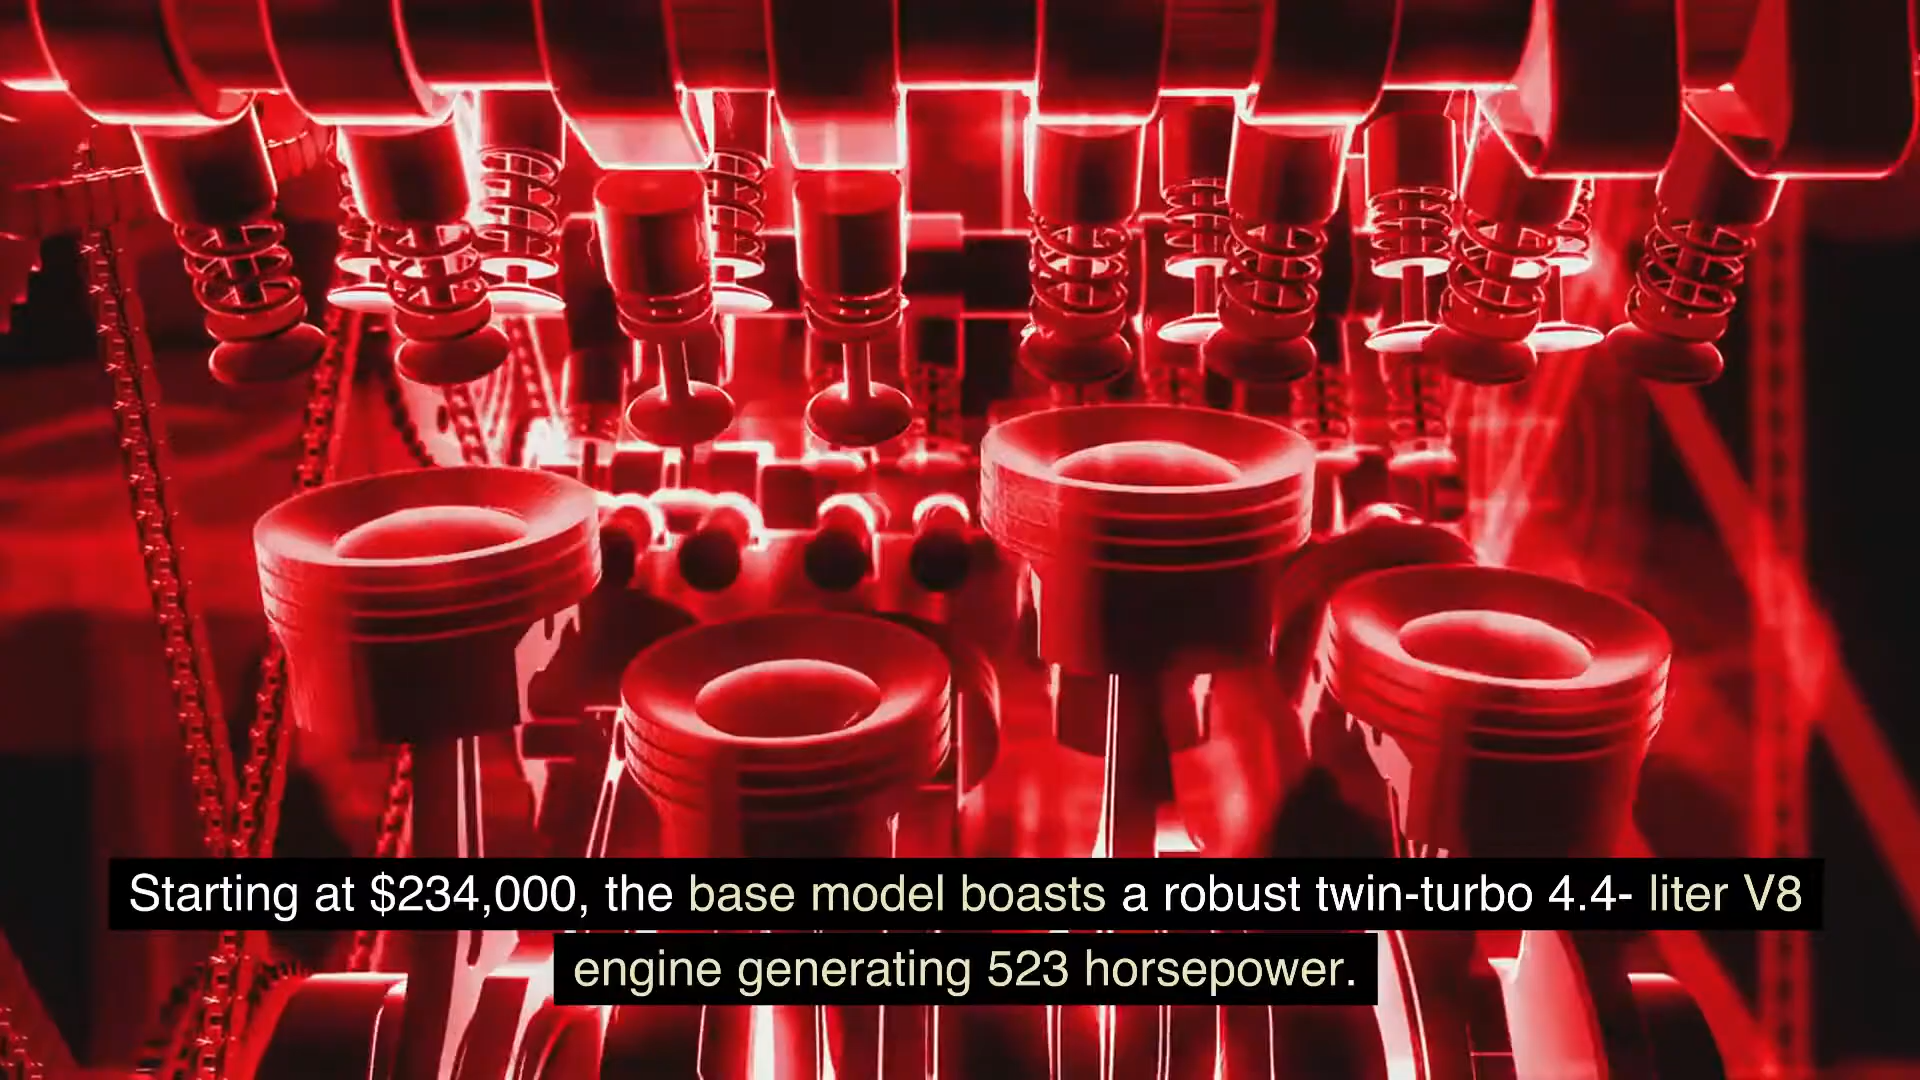 Starting at $234,000, the base model boasts a robust twin-turbo 4.4- liter V8
engine generating 523 horsepower.